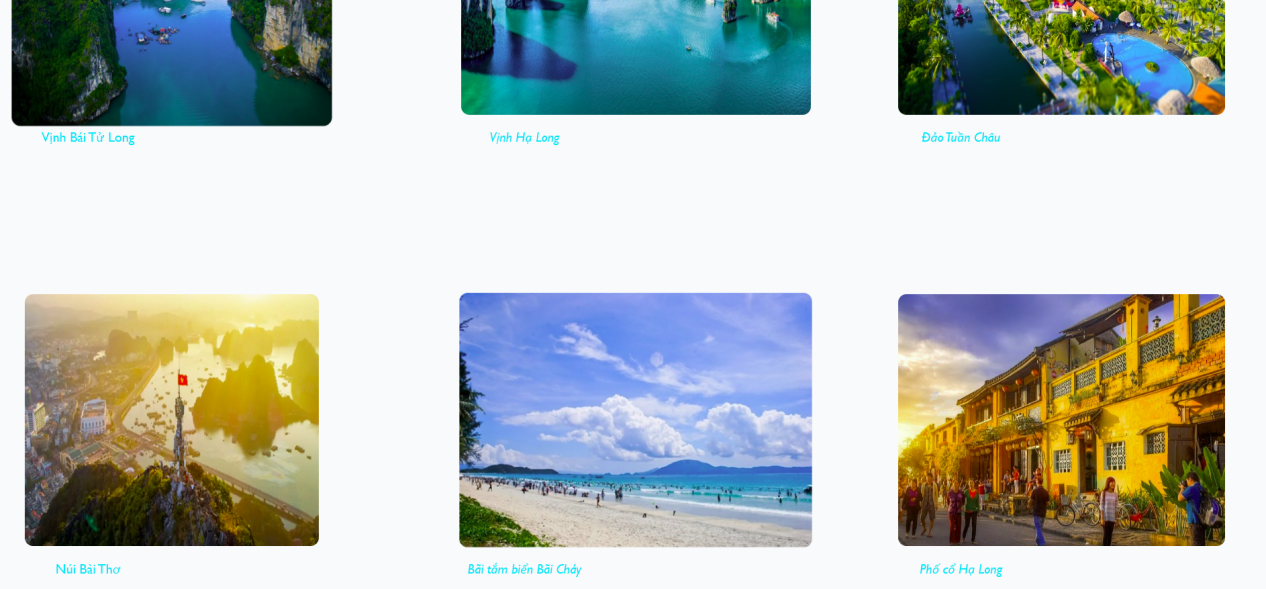 Vịnh Bái Tử Long
Vịnh Hạ Long
Đảo Tuần Châu
Núi Bài Thơ
Bãi tắm biển Bãi Cháy
Phố cổ Hạ Long